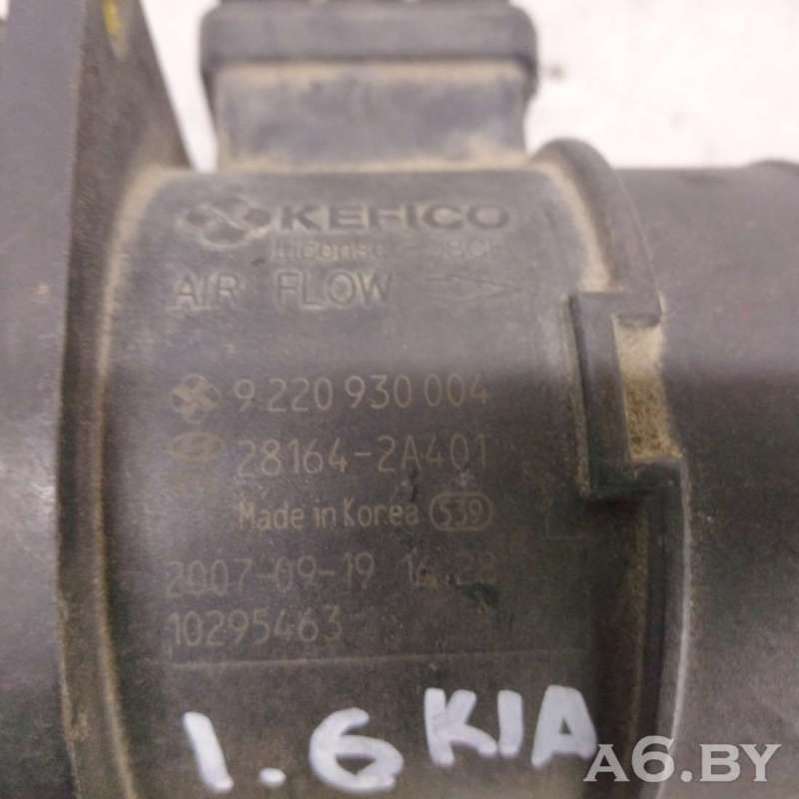 KEFICO
AIR FLOW
9 220 930 004
28164-2A401
Made in Korea S39
2007-09-19
10295463
1.6 KIA
A6.BY